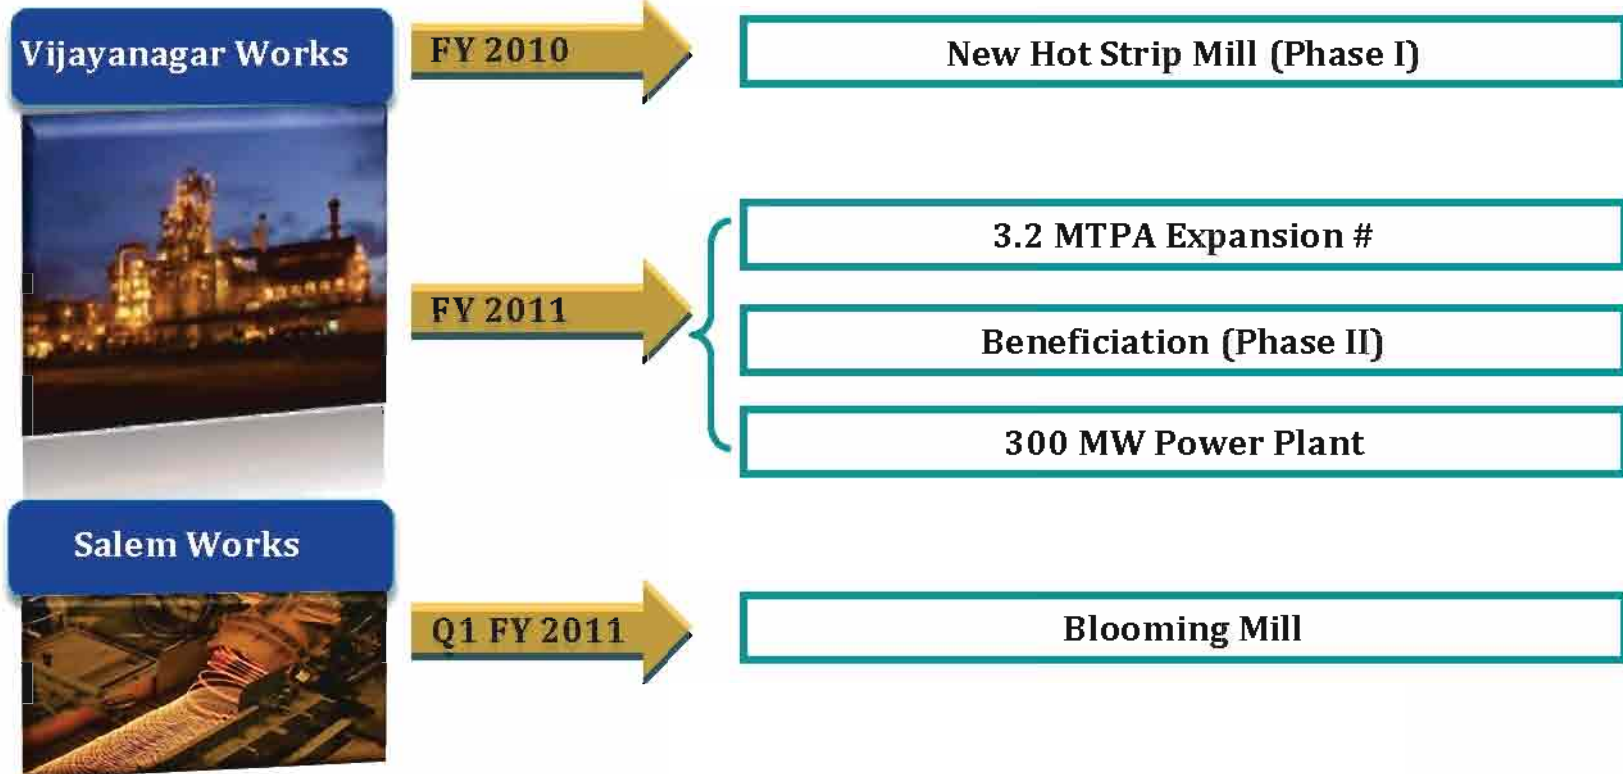 Vijayanagar Works
FY 2010
New Hot Strip Mill (Phase I)
3.2 MTPA Expansion #
FY 2011
Beneficiation (Phase II)
300 MW Power Plant
Salem Works
Q1 FY 2011
Blooming Mill